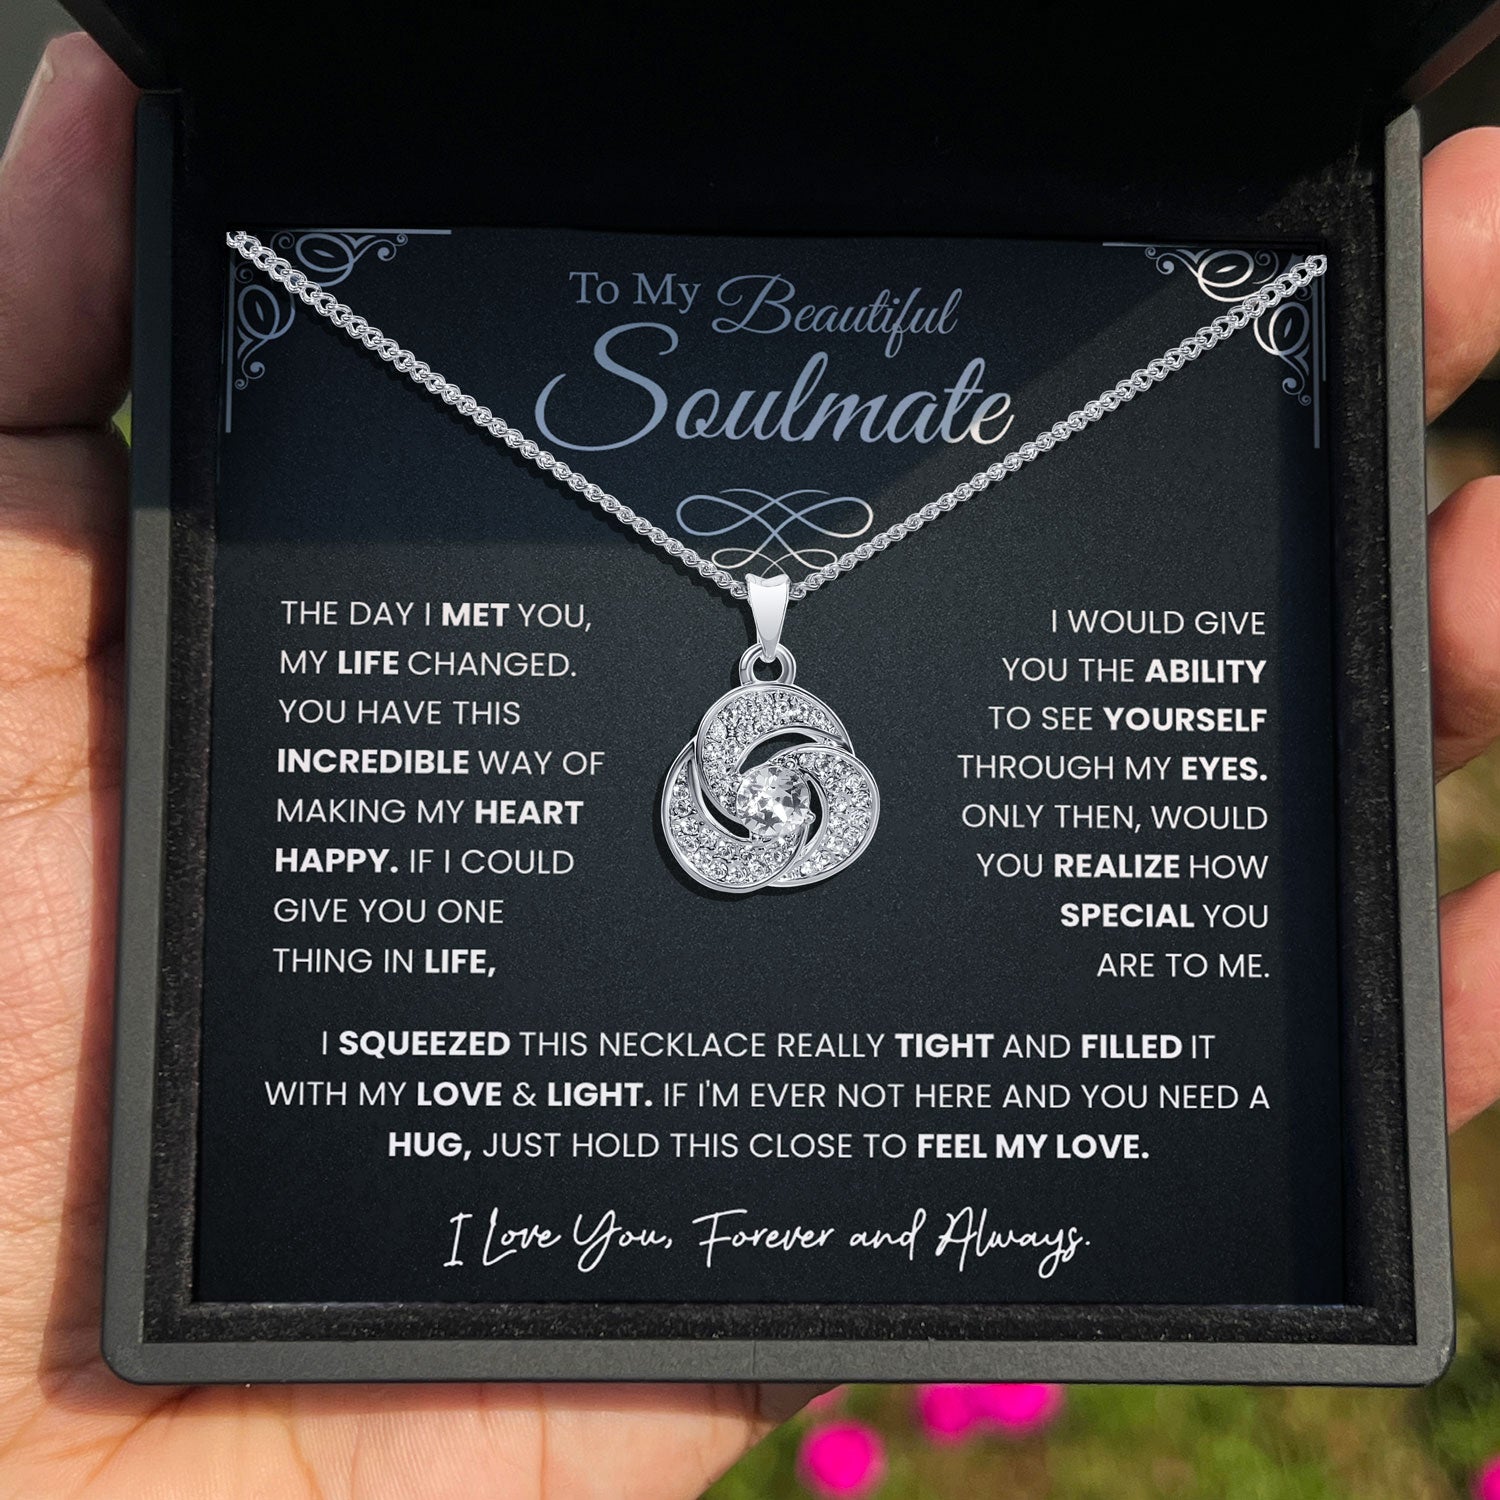 To My Beautiful
Soulmate
THE DAY I MET YOU,
MY LIFE CHANGED.
YOU HAVE THIS
INCREDIBLE WAY OF
MAKING MY HEART
HAPPY. IF I COULD
GIVE YOU ONE
THING IN LIFE,
I WOULD GIVE
YOU THE ABILITY
TO SEE YOURSELF
THROUGH MY EYES.
ONLY THEN, WOULD
YOU REALIZE HOW
SPECIAL YOU
ARE TO ME.
I SQUEEZED THIS NECKLACE REALLY TIGHT AND FILLED IT
WITH MY LOVE & LIGHT. IF I'M EVER NOT HERE AND YOU NEED A
HUG, JUST HOLD THIS CLOSE TO FEEL MY LOVE.
I Love You, Forever and Always.